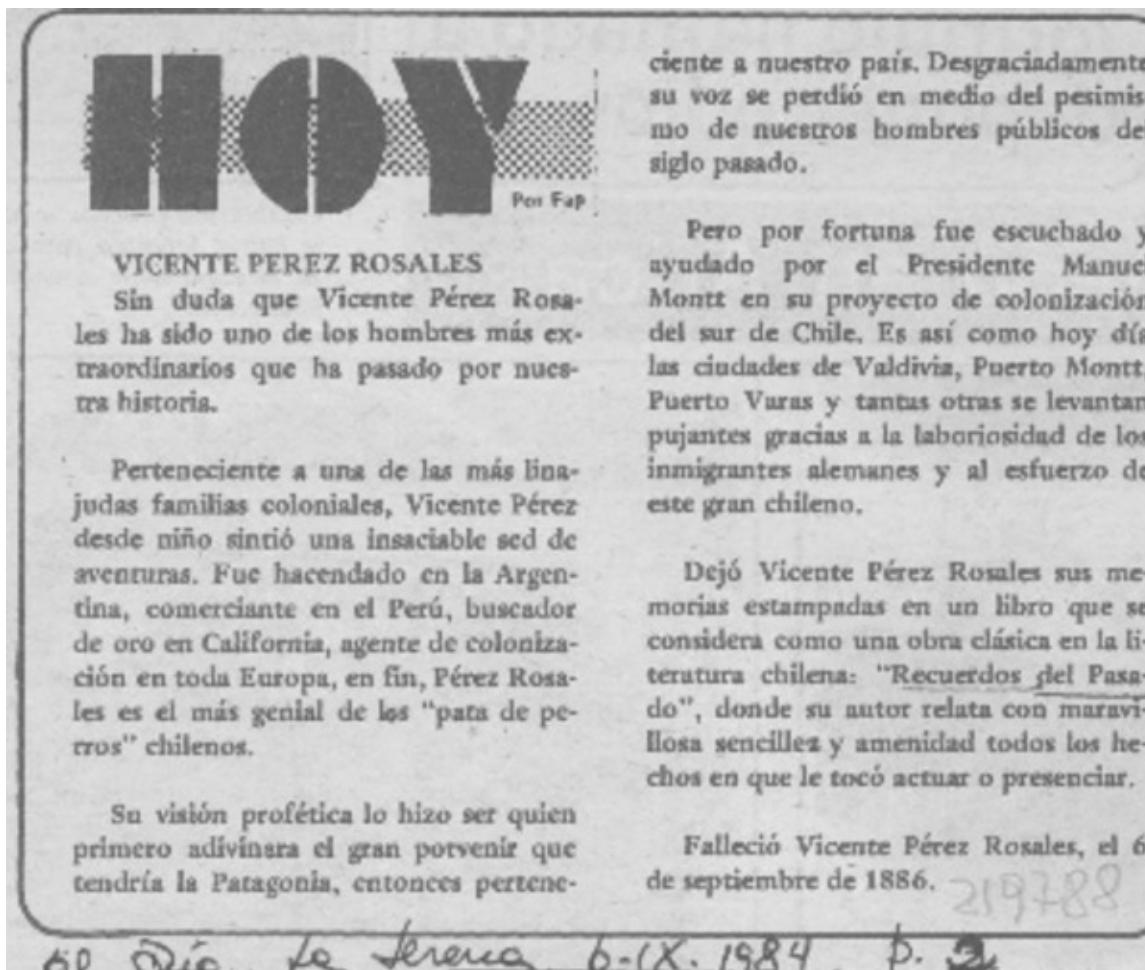 HOY
Por Fap
VICENTE PEREZ ROSALES
Sin duda que Vicente Pérez Rosa-
les ha sido uno de los hombres más ex-
traordinarios que ha pasado por nues-
tra historia.
Perteneciente a una de las más lina-
judas familias coloniales, Vicente Pérez
desde niño sintió una insaciable sed de
aventuras. Fue hacendado en la Argen-
tina, comerciante en el Perú, buscador
de oro en California, agente de coloniza-
ción en toda Europa, en fin, Pérez Rosa-
les es el más genial de los "pata de pe-
rros" chilenos.
Su visión profética lo hizo ser quien
primero adivinara el gran porvenir que
tendría la Patagonia, entonces pertene-
ciente a nuestro país. Desgraciadamente
su voz se perdió en medio del pesimis-
mo de nuestros hombres públicos del
siglo pasado.
Pero por fortuna fue escuchado y
ayudado por el Presidente Manuel
Montt en su proyecto de colonización
del sur de Chile. Es así como hoy día
las ciudades de Valdivia, Puerto Montt,
Puerto Varas y tantas otras se levantan
pujantes gracias a la laboriosidad de los
inmigrantes alemanes y al esfuerzo de
este gran chileno.
Dejó Vicente Pérez Rosales sus me-
morias estampadas en un libro que se
considera como una obra clásica en la li-
teratura chilena: "Recuerdos del Pasa-
do", donde su autor relata con maravi-
llosa sencillez y amenidad todos los he-
chos en que le tocó actuar o presenciar.
Falleció Vicente Pérez Rosales, el 6
de septiembre de 1886.
219788
El Día La Serena 6-IX. 1984 p. 2